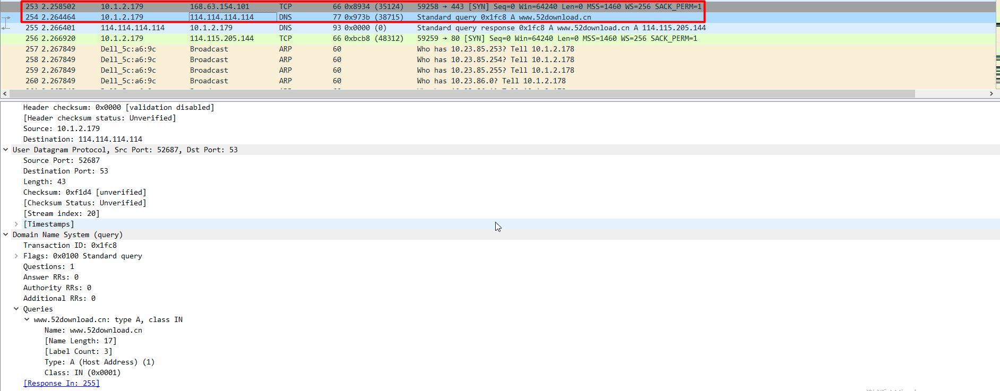 253 2.258502 10.1.2.179 168.63.154.101 TCP 66 0x8934 (35124) 59258 → 443 [SYN] Seq=0 Win=64240 Len=0 MSS=1460 WS=256 SACK_PERM=1
254 2.264464 10.1.2.179 114.114.114.114 DNS 77 0x973b (38715) Standard query 0x1fc8 A www.52download.cn
255 2.266401 114.114.114.114 10.1.2.179 DNS 93 0x0000 (0) Standard query response 0x1fc8 A www.52download.cn A 114.115.205.144
256 2.266920 10.1.2.179 114.115.205.144 TCP 66 0xbcb8 (48312) 59259 → 80 [SYN] Seq=0 Win=64240 Len=0 MSS=1460 WS=256 SACK_PERM=1
257 2.267849 Dell_5c:a6:9c Broadcast ARP 60 Who has 10.23.85.253? Tell 10.1.2.178
258 2.267849 Dell_5c:a6:9c Broadcast ARP 60 Who has 10.23.85.254? Tell 10.1.2.178
259 2.267849 Dell_5c:a6:9c Broadcast ARP 60 Who has 10.23.85.255? Tell 10.1.2.178
260 2.267849 Dell_5c:a6:9c Broadcast ARP 60 Who has 10.23.86.0? Tell 10.1.2.178
Header checksum: 0x0000 [validation disabled]
[Header checksum status: Unverified]
Source: 10.1.2.179
Destination: 114.114.114.114
User Datagram Protocol, Src Port: 52687, Dst Port: 53
Source Port: 52687
Destination Port: 53
Length: 43
Checksum: 0xf1d4 [unverified]
[Checksum Status: Unverified]
[Stream index: 20]
[Timestamps]
Domain Name System (query)
Transaction ID: 0x1fc8
Flags: 0x0100 Standard query
Questions: 1
Answer RRs: 0
Authority RRs: 0
Additional RRs: 0
Queries
www.52download.cn: type A, class IN
Name: www.52download.cn
[Name Length: 17]
[Label Count: 3]
Type: A (Host Address) (1)
Class: IN (0x0001)
[Response In: 255]